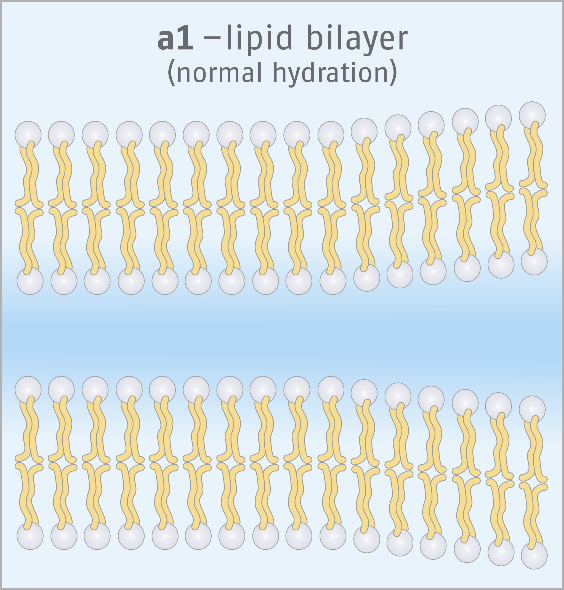 a1 – lipid bilayer
(normal hydration)